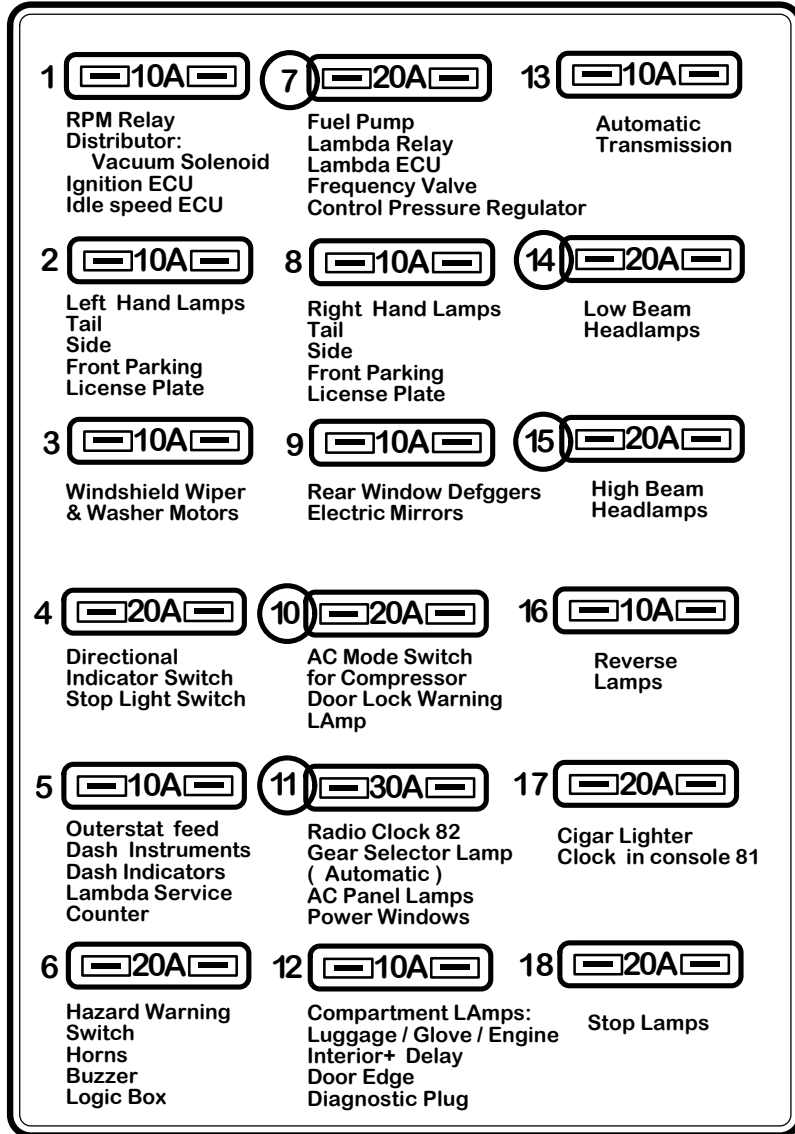 1 10A
RPM Relay
Distributor:
Vacuum Solenoid
Ignition ECU
Idle speed ECU
2 10A
Left Hand Lamps
Tail
Side
Front Parking
License Plate
3 10A
Windshield Wiper
& Washer Motors
4 20A
Directional
Indicator Switch
Stop Light Switch
5 10A
Outerstat feed
Dash Instruments
Dash Indicators
Lambda Service
Counter
6 20A
Hazard Warning
Switch
Horns
Buzzer
Logic Box
7 20A
Fuel Pump
Lambda Relay
Lambda ECU
Frequency Valve
Control Pressure Regulator
8 10A
Right Hand Lamps
Tail
Side
Front Parking
License Plate
9 10A
Rear Window Defggers
Electric Mirrors
10 20A
AC Mode Switch
for Compressor
Door Lock Warning
LAmp
11 30A
Radio Clock 82
Gear Selector Lamp
( Automatic )
AC Panel Lamps
Power Windows
12 10A
Compartment LAmps:
Luggage / Glove / Engine
Interior+ Delay
Door Edge
Diagnostic Plug
13 10A
Automatic
Transmission
14 20A
Low Beam
Headlamps
15 20A
High Beam
Headlamps
16 10A
Reverse
Lamps
17 20A
Cigar Lighter
Clock in console 81
18 20A
Stop Lamps